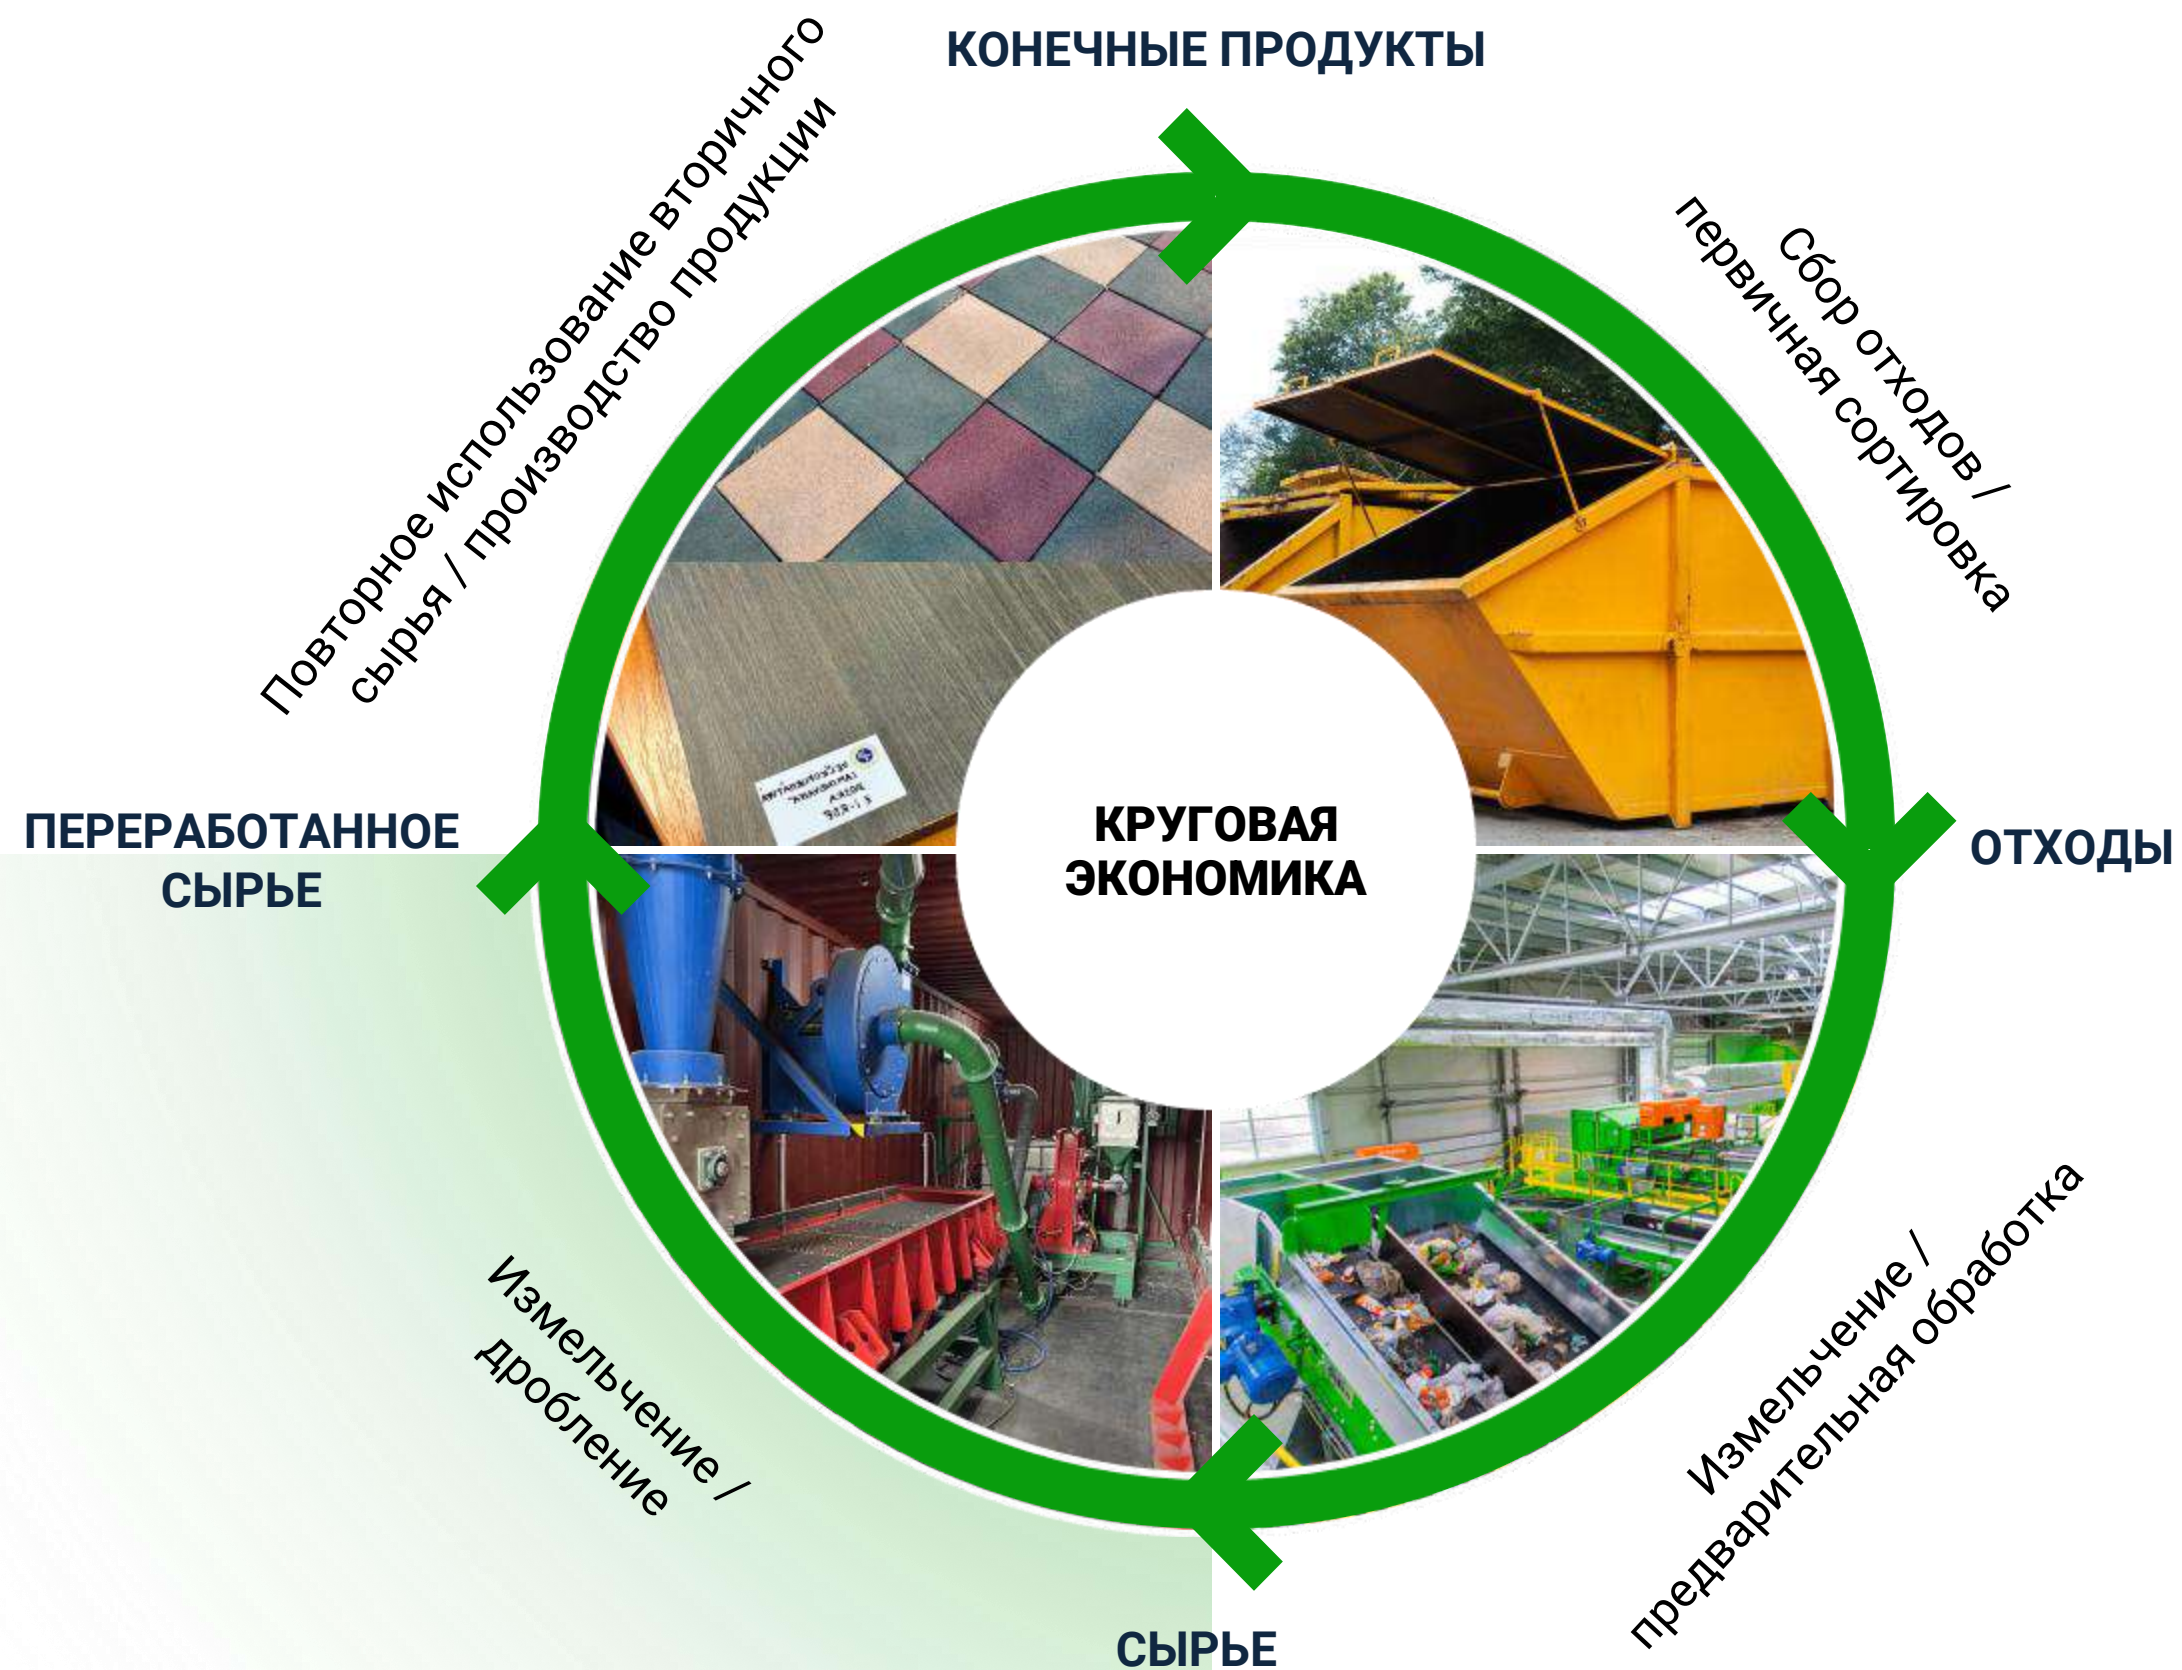 КОНЕЧНЫЕ ПРОДУКТЫ
Повторное использование вторичного
сырья / производство продукции
Сбор отходов /
первичная сортировка
ПЕРЕРАБОТАННОЕ
СЫРЬЕ
КРУГОВАЯ
ЭКОНОМИКА
ОТХОДЫ
Измельчение /
дробление
Измельчение /
предварительная обработка
СЫРЬЕ